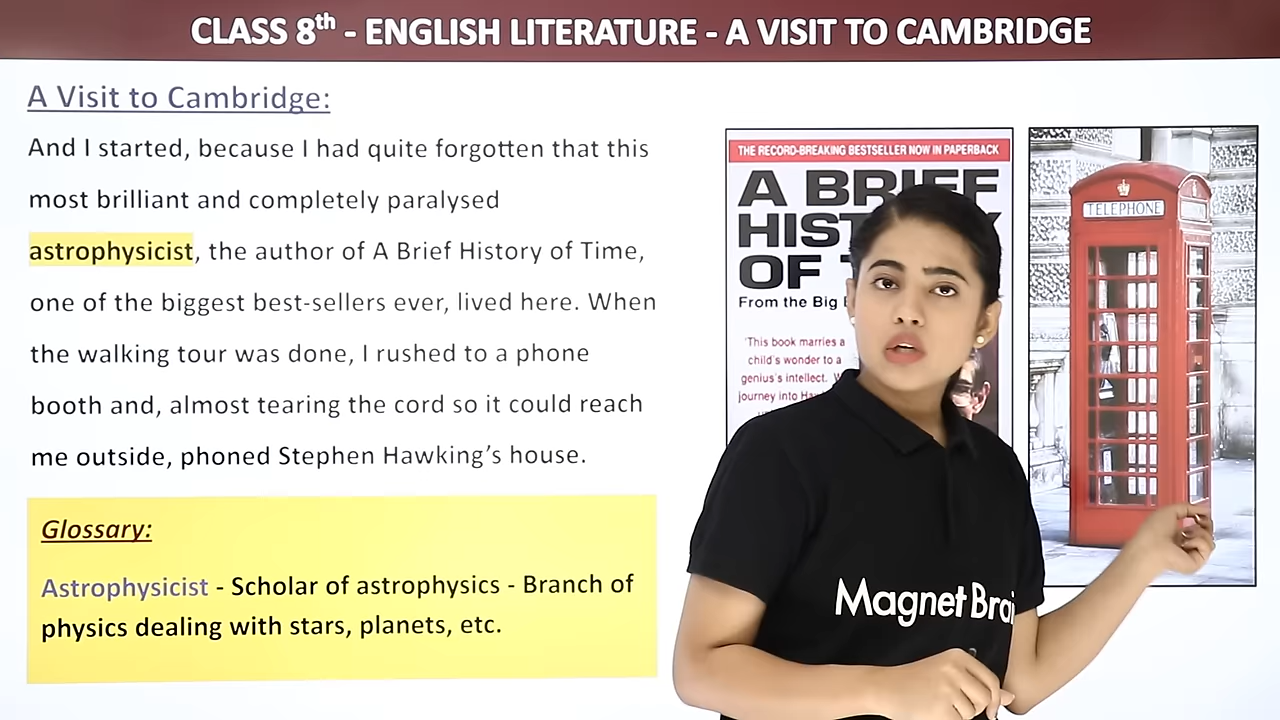 CLASS 8th - ENGLISH LITERATURE - A VISIT TO CAMBRIDGE
A Visit to Cambridge:
And I started, because I had quite forgotten that this
most brilliant and completely paralysed
astrophysicist, the author of A Brief History of Time,
one of the biggest best-sellers ever, lived here. When
the walking tour was done, I rushed to a phone
booth and, almost tearing the cord so it could reach
me outside, phoned Stephen Hawking's house.
Glossary:
Astrophysicist - Scholar of astrophysics - Branch of
physics dealing with stars, planets, etc.
THE RECORD-BREAKING BESTSELLER NOW IN PAPERBACK
A BRIEF
HIST
OF
From the Big
'This book marries a
child's wonder to a
genius's intellect.
journey into
TELEPHONE
Magnet Brai